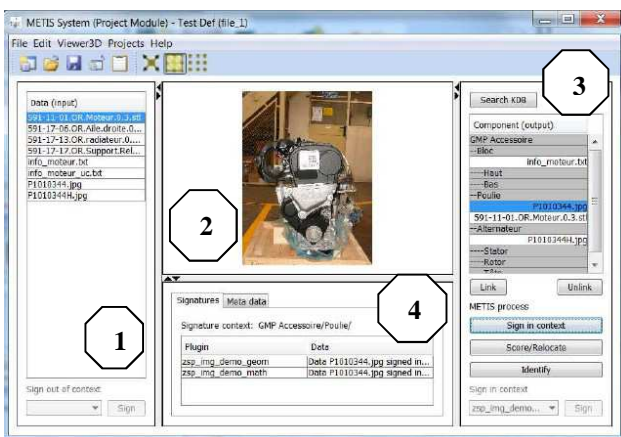 METIS System (Project Module) - Test Def (file_1)
File Edit Viewer3D Projects Help
Data (input)
591-11-01.OR.Moteur.0.3.stl
591-17-06.OR.Aile.droite.0...
591-17-13.OR.radiateur.0....
591-17-17.OR.Support.Rel...
info_moteur.txt
info_moteur_uc.txt
P1010344.jpg
P1010344H.jpg
1
Sign out of context
Sign
2
Signatures Meta data
4
Signature context: GMP Accessoire/Poulie/
Plugin Data
zsp_img_demo_geom Data P1010344.jpg signed in...
zsp_img_demo_math Data P1010344.jpg signed in...
3
Search KDB
Component (output)
GMP Accessoire
--Bloc
info_moteur.txt
---Haut
---Bas
--Poulie
P1010344.jpg
591-11-01.OR.Moteur.0.3.stl
--Alternateur
P1010344H.jpg
----Stator
----Rotor
Link Unlink
METIS process
Sign in context
Score/Relocate
Identify
Sign in context
zsp_img_demo... Sign